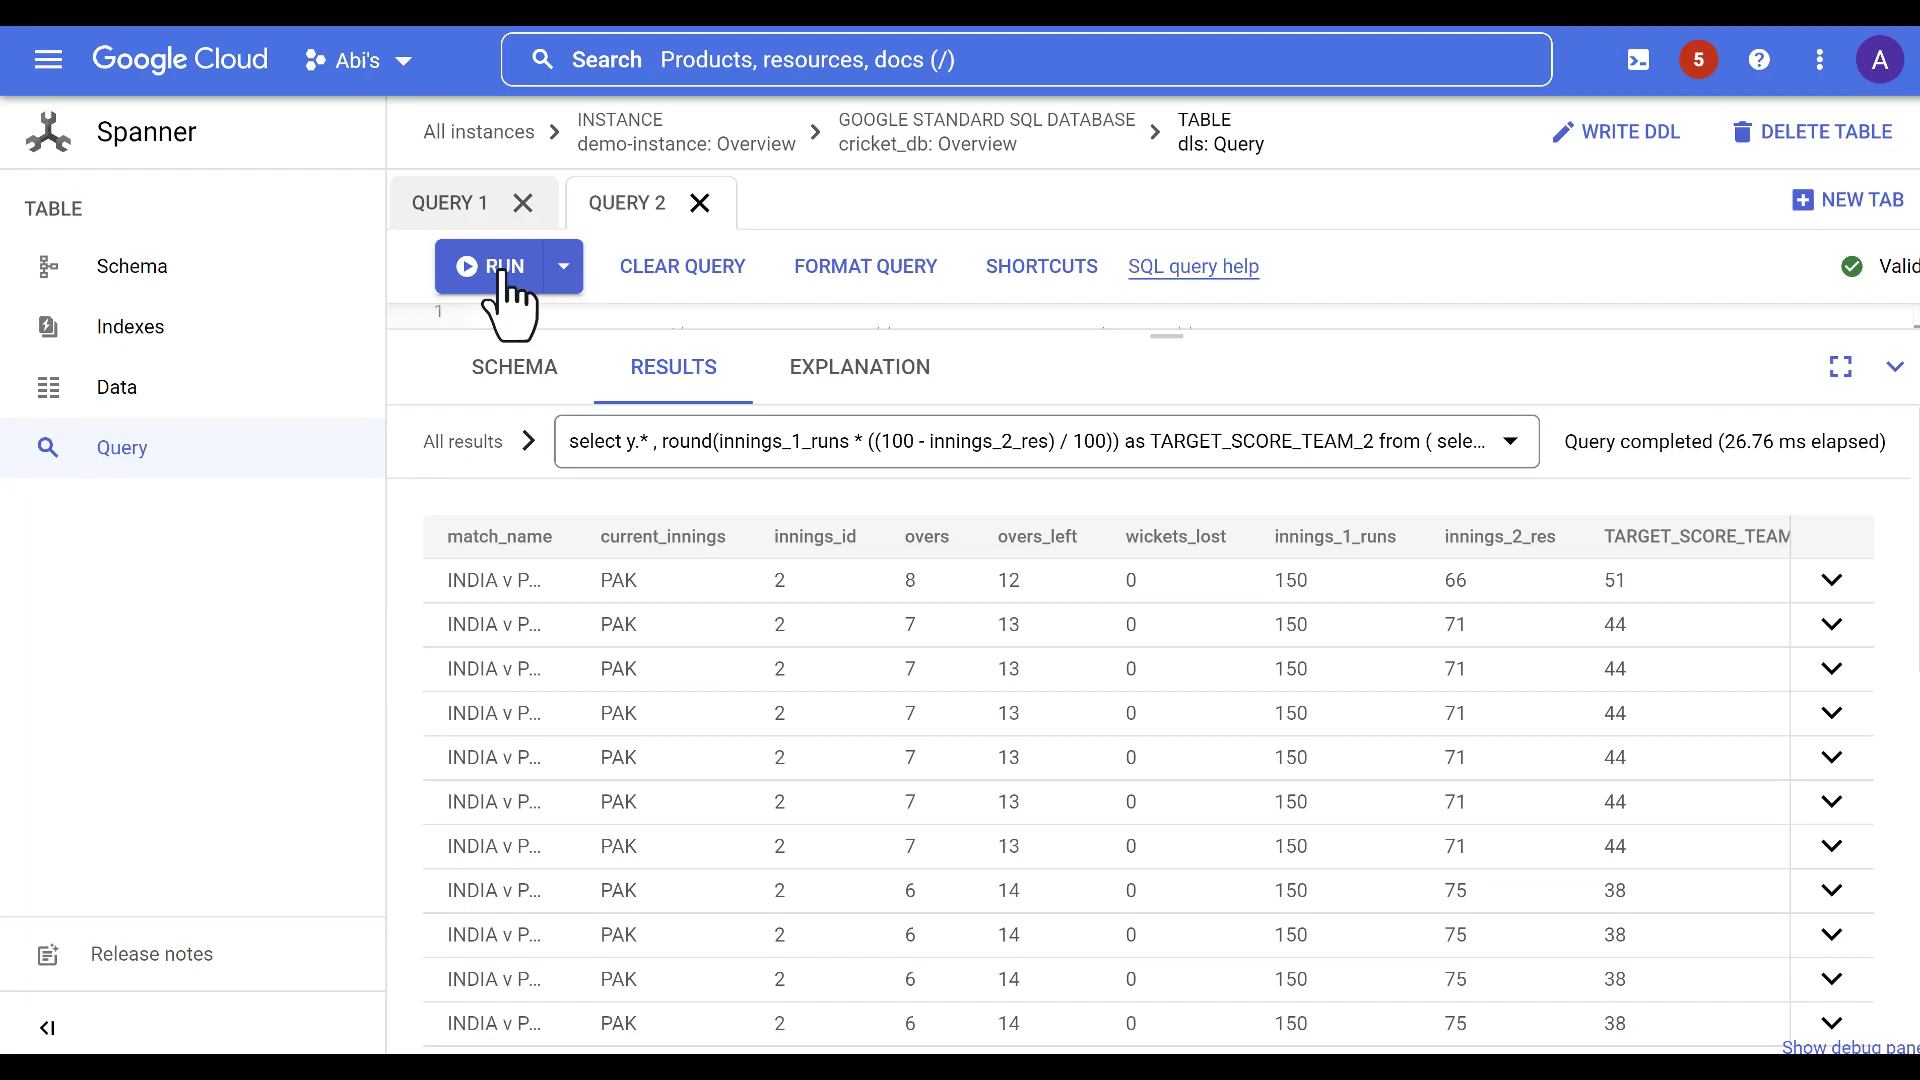 Google Cloud
Abi's
Search Products, resources, docs (/)
5
A
Spanner
All instances
INSTANCE
demo-instance: Overview
GOOGLE STANDARD SQL DATABASE
cricket_db: Overview
TABLE
dls: Query
WRITE DDL
DELETE TABLE
TABLE
Schema
Indexes
Data
Query
Release notes
QUERY 1
QUERY 2
NEW TAB
RUN
CLEAR QUERY
FORMAT QUERY
SHORTCUTS
SQL query help
Valid
1
SCHEMA
RESULTS
EXPLANATION
All results
select y.* , round(innings_1_runs * ((100 - innings_2_res) / 100)) as TARGET_SCORE_TEAM_2 from ( sele...
Query completed (26.76 ms elapsed)
match_name current_innings innings_id overs overs_left wickets_lost innings_1_runs innings_2_res TARGET_SCORE_TEAM
INDIA v P... PAK 2 8 12 0 150 66 51
INDIA v P... PAK 2 7 13 0 150 71 44
INDIA v P... PAK 2 7 13 0 150 71 44
INDIA v P... PAK 2 7 13 0 150 71 44
INDIA v P... PAK 2 7 13 0 150 71 44
INDIA v P... PAK 2 7 13 0 150 71 44
INDIA v P... PAK 2 7 13 0 150 71 44
INDIA v P... PAK 2 6 14 0 150 75 38
INDIA v P... PAK 2 6 14 0 150 75 38
INDIA v P... PAK 2 6 14 0 150 75 38
INDIA v P... PAK 2 6 14 0 150 75 38
Show debug pane